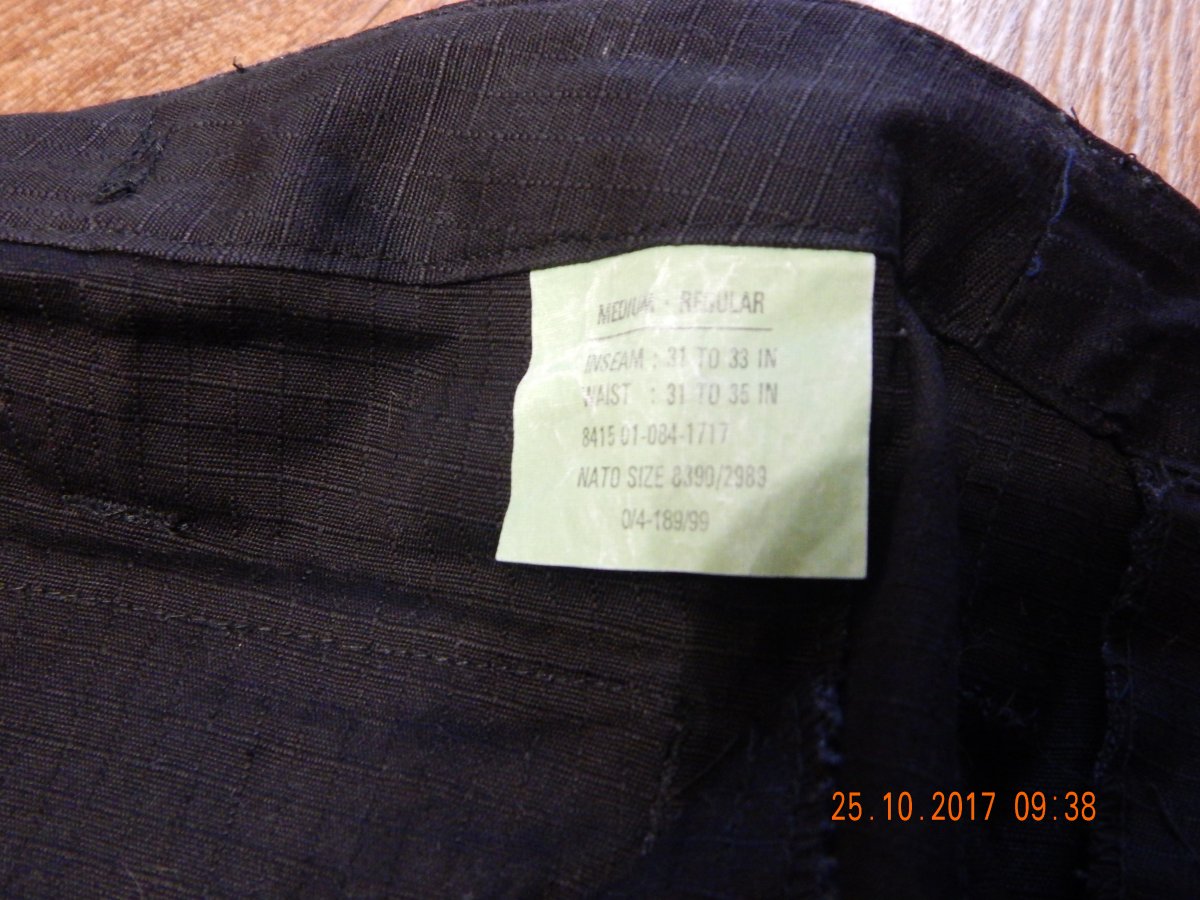 MEDIUM - REGULAR
INSEAM : 31 TO 33 IN
WAIST : 31 TO 35 IN
8415 01-084-1717
NATO SIZE 8390/2983
0/4-189/99
25.10.2017 09:38